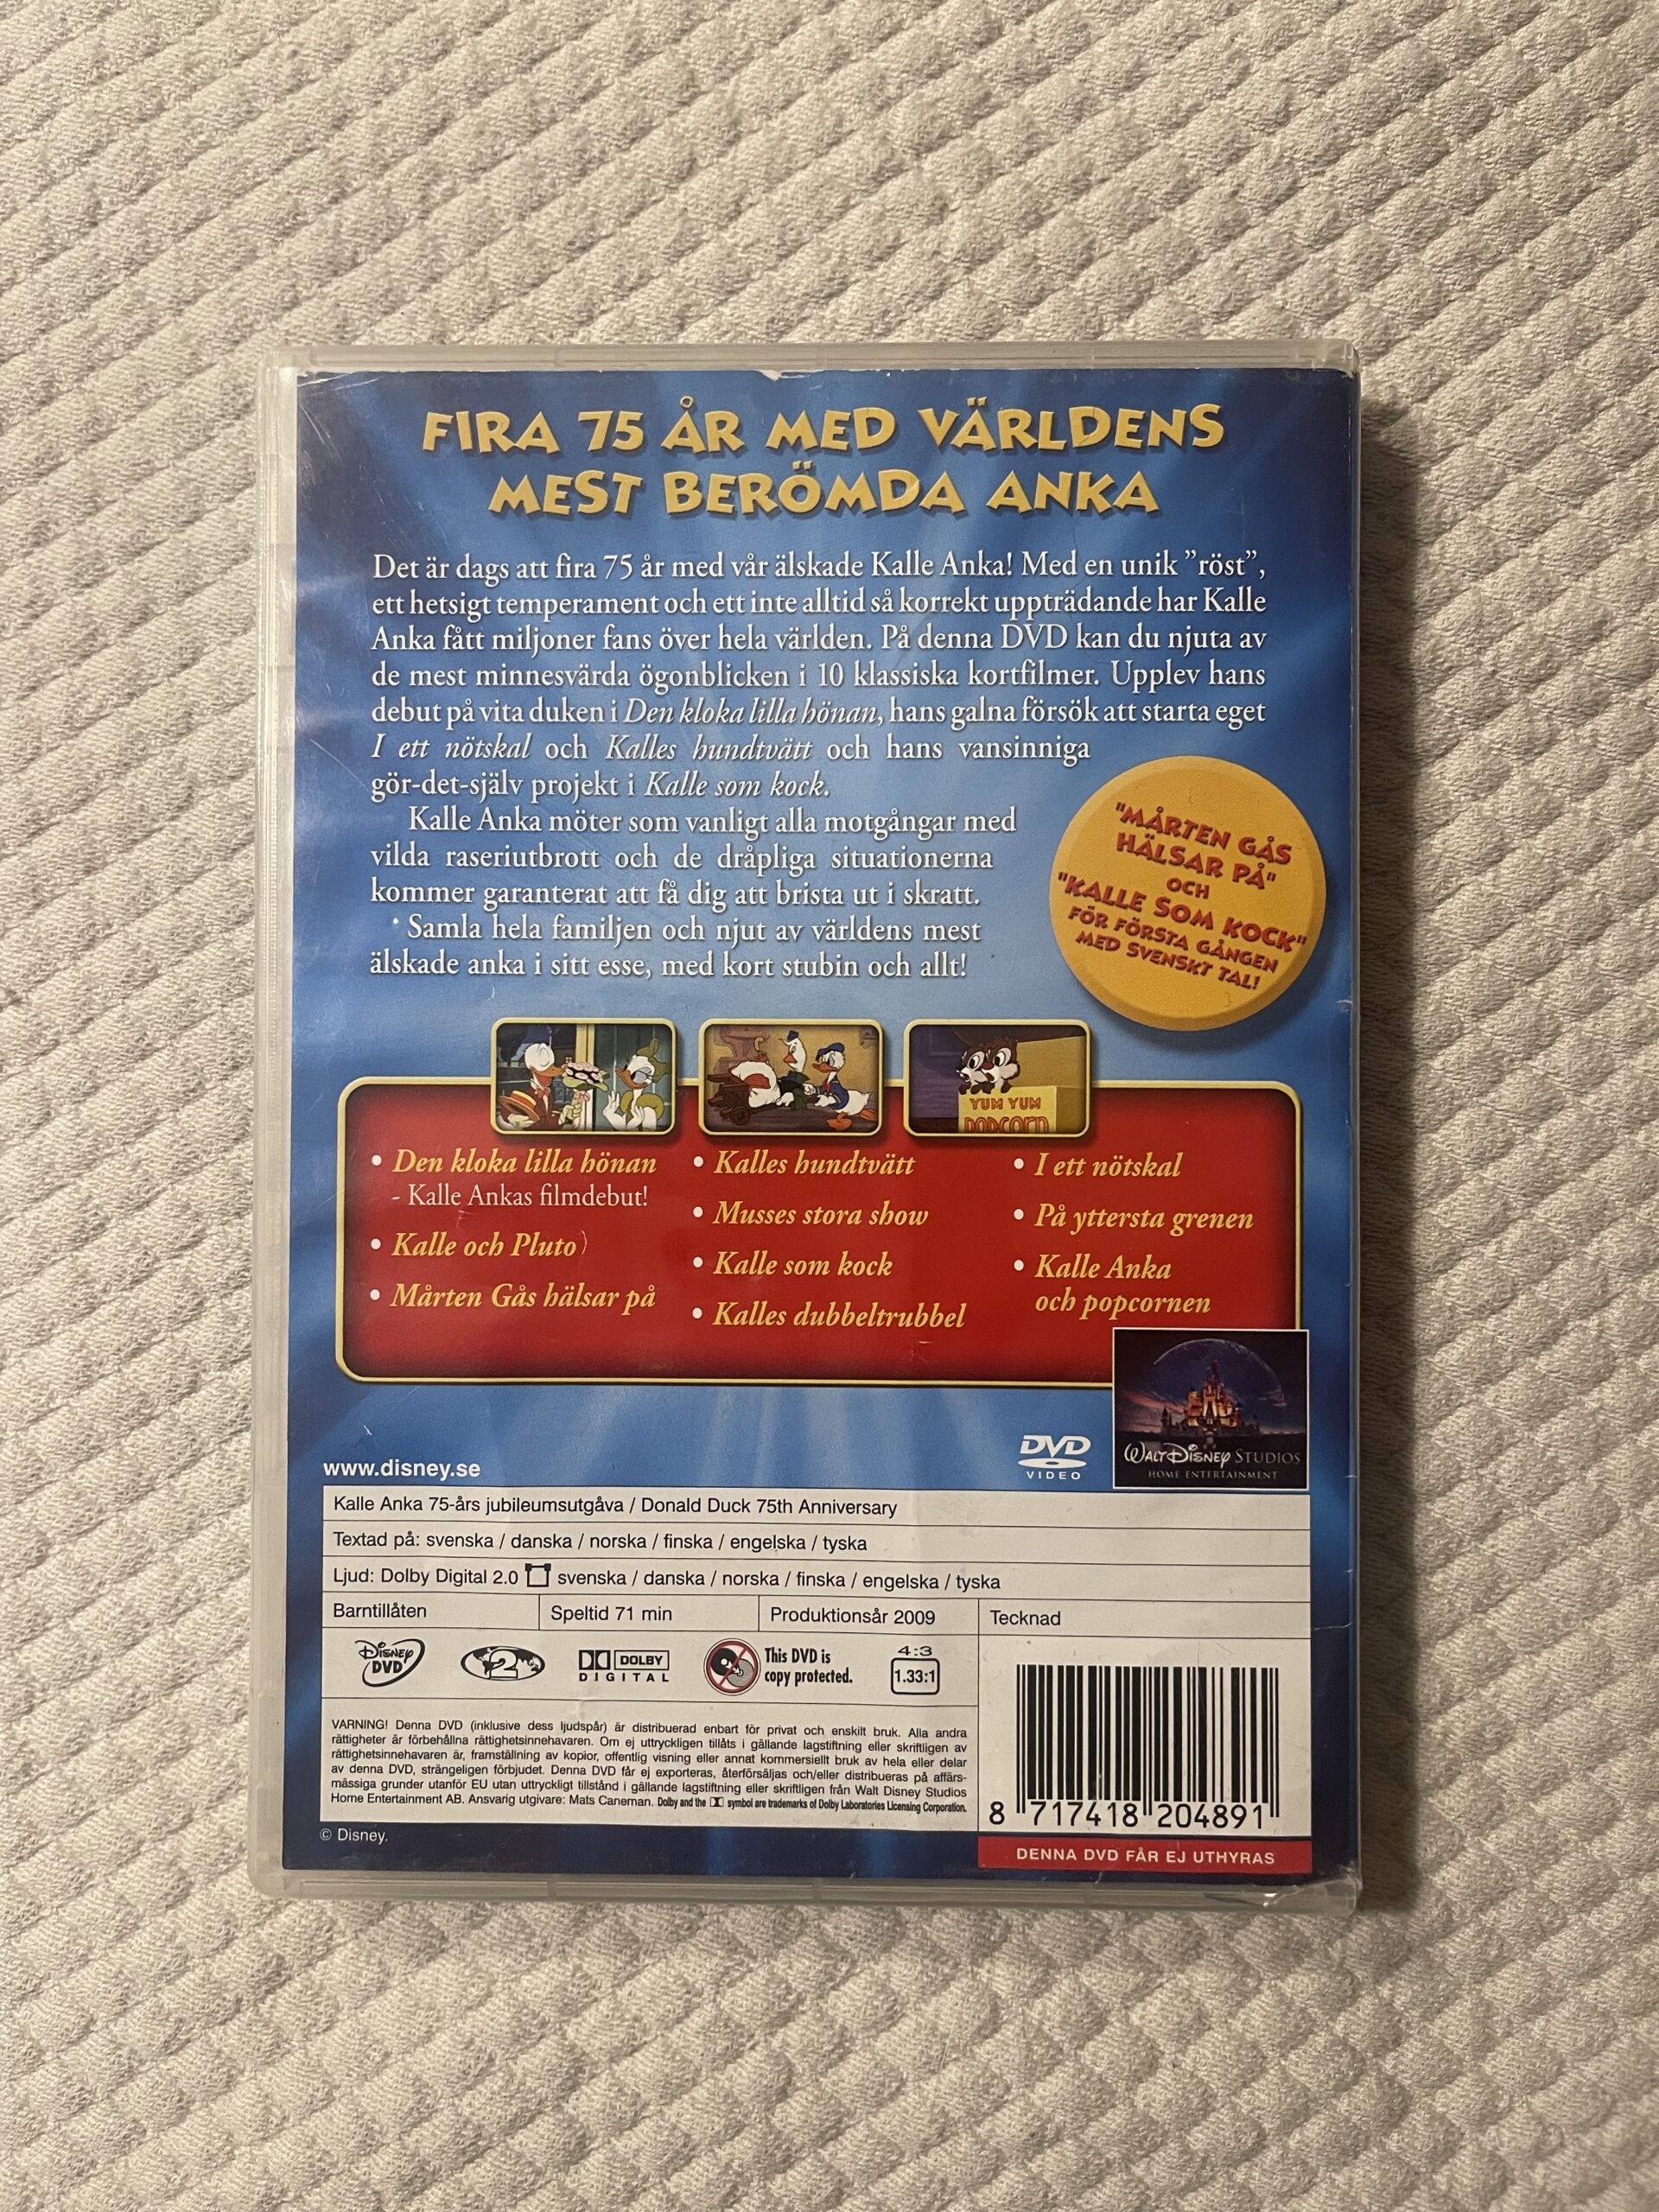 FIRA 75 ÅR MED VÄRLDENS
MEST BERÖMDA ANKA
Det är dags att fira 75 år med vår älskade Kalle Anka! Med en unik ”röst”,
ett hetsigt temperament och ett inte alltid så korrekt uppträdande har Kalle
Anka fått miljoner fans över hela världen. På denna DVD kan du njuta av
de mest minnesvärda ögonblicken i 10 klassiska kortfilmer. Upplev hans
debut på vita duken i Den kloka lilla hönan, hans galna försök att starta eget
I ett nötskal och Kalles hundtvätt och hans vansinniga
gör-det-själv projekt i Kalle som kock.
Kalle Anka möter som vanligt alla motgångar med
vilda raseriutbrott och de dråpliga situationerna
kommer garanterat att få dig att brista ut i skratt.
Samla hela familjen och njut av världens mest
älskade anka i sitt esse, med kort stubin och allt!
"MÅRTEN GÅS
HÄLSAR PÅ"
OCH
"KALLE SOM KOCK"
FÖR FÖRSTA GÅNGEN
MED SVENSKT TAL!
YUM YUM
POPCORN
• Den kloka lilla hönan
- Kalle Ankas filmdebut!
• Kalle och Pluto
• Mårten Gås hälsar på
• Kalles hundtvätt
• Musses stora show
• Kalle som kock
• Kalles dubbeltrubbel
• I ett nötskal
• På yttersta grenen
• Kalle Anka
och popcornen
WALT DISNEY STUDIOS
HOME ENTERTAINMENT
DVD
VIDEO
www.disney.se
Kalle Anka 75-års jubileumsutgåva / Donald Duck 75th Anniversary
Textad på: svenska / danska / norska / finska / engelska / tyska
Ljud: Dolby Digital 2.0 svenska / danska / norska / finska / engelska / tyska
Barntillåten
Speltid 71 min
Produktionsår 2009
Tecknad
DISNEY
DVD
2
DOLBY
DIGITAL
This DVD is
copy protected.
4:3
1.33:1
VARNING! Denna DVD (inklusive dess ljudspår) är distribuerad enbart för privat och enskilt bruk. Alla andra
rättigheter är förbehållna rättighetsinnehavaren. Om ej uttryckligen tillåts i gällande lagstiftning eller skriftligen av
rättighetsinnehavaren är, framställning av kopior, offentlig visning eller annat kommersiellt bruk av hela eller delar
av denna DVD, strängeligen förbjudet. Denna DVD får ej exporteras, återförsäljas och/eller distribueras på affärs-
mässiga grunder utanför EU utan uttryckligt tillstånd i gällande lagstiftning eller skriftligen från Walt Disney Studios
Home Entertainment AB. Ansvarig utgivare: Mats Caneman. Dolby and the symbol are trademarks of Dolby Laboratories Licensing Corporation.
8 717418 204891
© Disney.
DENNA DVD FÅR EJ UTHYRAS